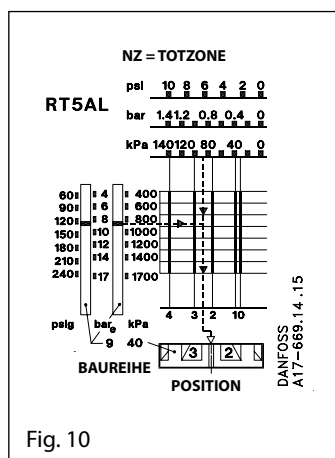 NZ = TOTZONE
RT5AL
psi 10 8 6 4 2 0
bar 1.4 1.2 0.8 0.4 0
kPa 140 120 80 40 0
60 4 400
90 6 600
120 8 800
150 10 1000
180 12 1200
210 14 1400
240 17 1700
4 3 2 10
psig bare kPa
9 40
BAUREIHE
3 2
POSITION
DANFOSS
A17-669.14.15
Fig. 10